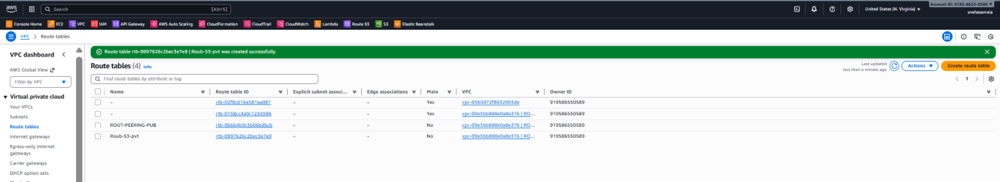 aws
Search [Alt+S] United States (N. Virginia) Account ID: 9195-8655-0589
snehasamala
Console Home EC2 VPC IAM API Gateway AWS Auto Scaling CloudFormation CloudTrail CloudWatch Lambda Route 53 S3 Elastic Beanstalk
VPC > Route tables
VPC dashboard
AWS Global View
Filter by VPC
Virtual private cloud
Your VPCs
Subnets
Route tables
Internet gateways
Egress-only internet
gateways
Carrier gateways
DHCP option sets
Route table rtb-0997626c2bec3e7e9 | Roub-53-pvt was created successfully.
Route tables (4) Info
Last updated
less than a minute ago
Actions
Create route table
Find route tables by attribute or tag
1
Name Route table ID Explicit subnet associ... Edge associations Main VPC Owner ID
– rtb-02f8c616e581ea981 – – Yes vpc-0560d72f8632003de 919586550589
– rtb-0158cc4a0c123d386 – – Yes vpc-09e3bb888e0a8e376 | RO... 919586550589
ROUT-PEERING-PUB rtb-0b664b9c3b06bdbcb – – No vpc-09e3bb888e0a8e376 | RO... 919586550589
Roub-53-pvt rtb-0997626c2bec3e7e9 – – No vpc-09e3bb888e0a8e376 | RO... 919586550589